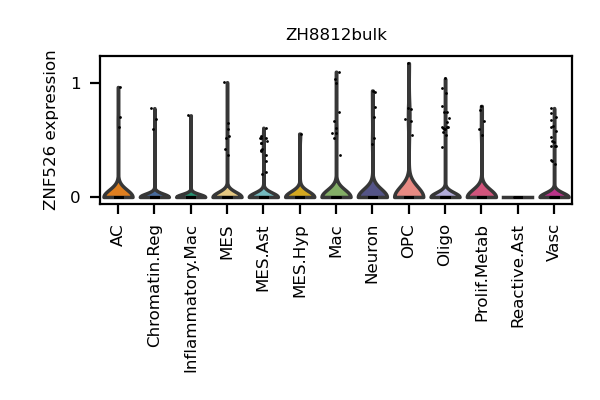 ZH8812bulk
ZNF526 expression
1
0
AC
Chromatin.Reg
Inflammatory.Mac
MES
MES.Ast
MES.Hyp
Mac
Neuron
OPC
Oligo
Prolif.Metab
Reactive.Ast
Vasc